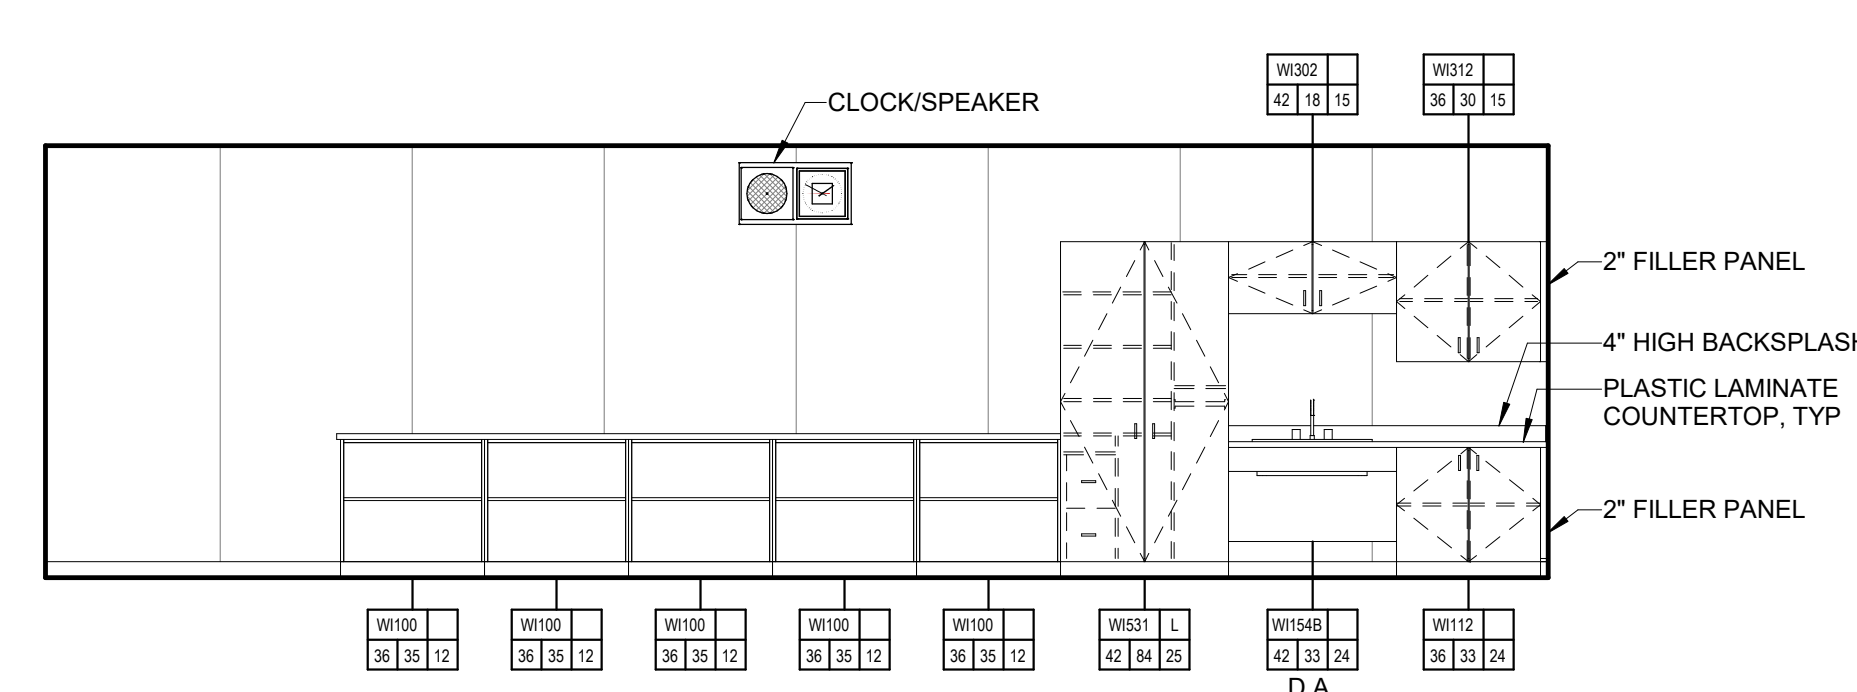 WI302
42 18 15
WI312
36 30 15
CLOCK/SPEAKER
2" FILLER PANEL
4" HIGH BACKSPLASH
PLASTIC LAMINATE
COUNTERTOP, TYP
2" FILLER PANEL
WI100
36 35 12
WI100
36 35 12
WI100
36 35 12
WI100
36 35 12
WI100
36 35 12
WI531 L
42 84 25
WI154B
42 33 24
D.A.
WI112
36 33 24